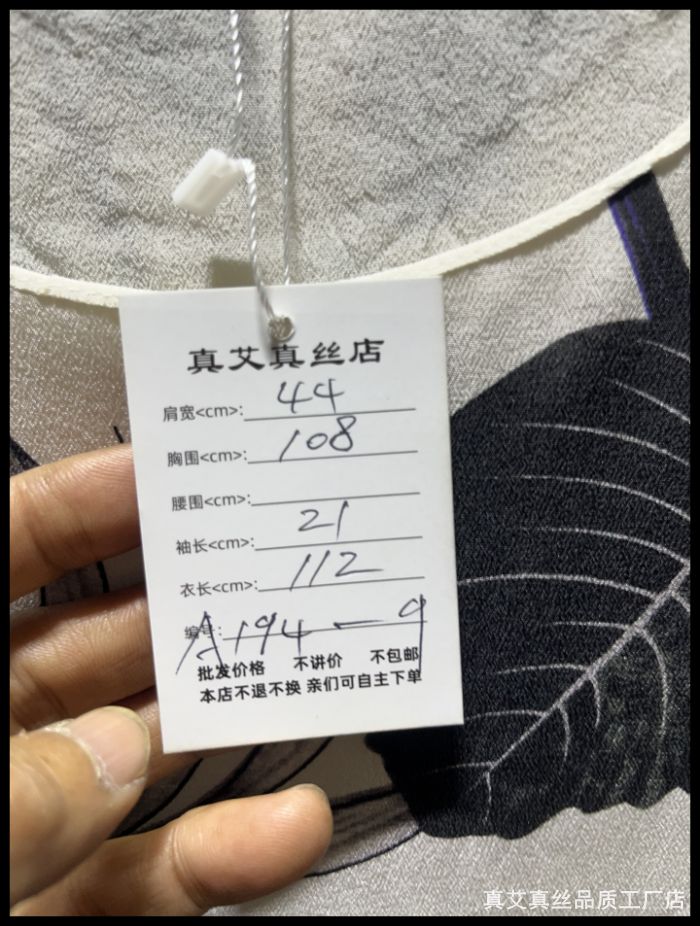 真艾真丝店
肩宽<cm>: 44
胸围<cm>: 108
腰围<cm>:
袖长<cm>: 21
衣长<cm>: 112
编号: A194-9
批发价格 不讲价 不包邮
本店不退不换 亲们可自主下单
真艾真丝品质工厂店